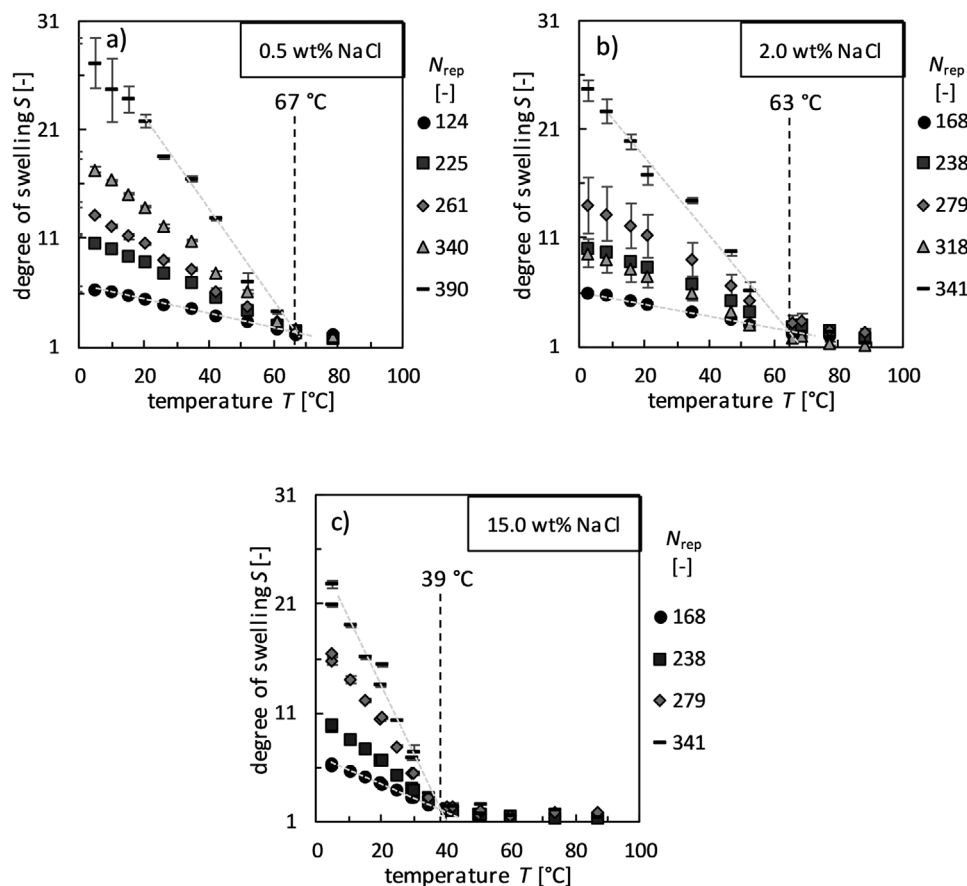 a)
0.5 wt% NaCl
67 °C
degree of swelling S [-]
31
21
11
1
0 20 40 60 80 100
temperature T [°C]
Nrep
[-]
124
225
261
340
390
b)
2.0 wt% NaCl
63 °C
degree of swelling S [-]
31
21
11
1
0 20 40 60 80 100
temperature T [°C]
Nrep
[-]
168
238
279
318
341
c)
15.0 wt% NaCl
39 °C
degree of swelling S [-]
31
21
11
1
0 20 40 60 80 100
temperature T [°C]
Nrep
[-]
168
238
279
341